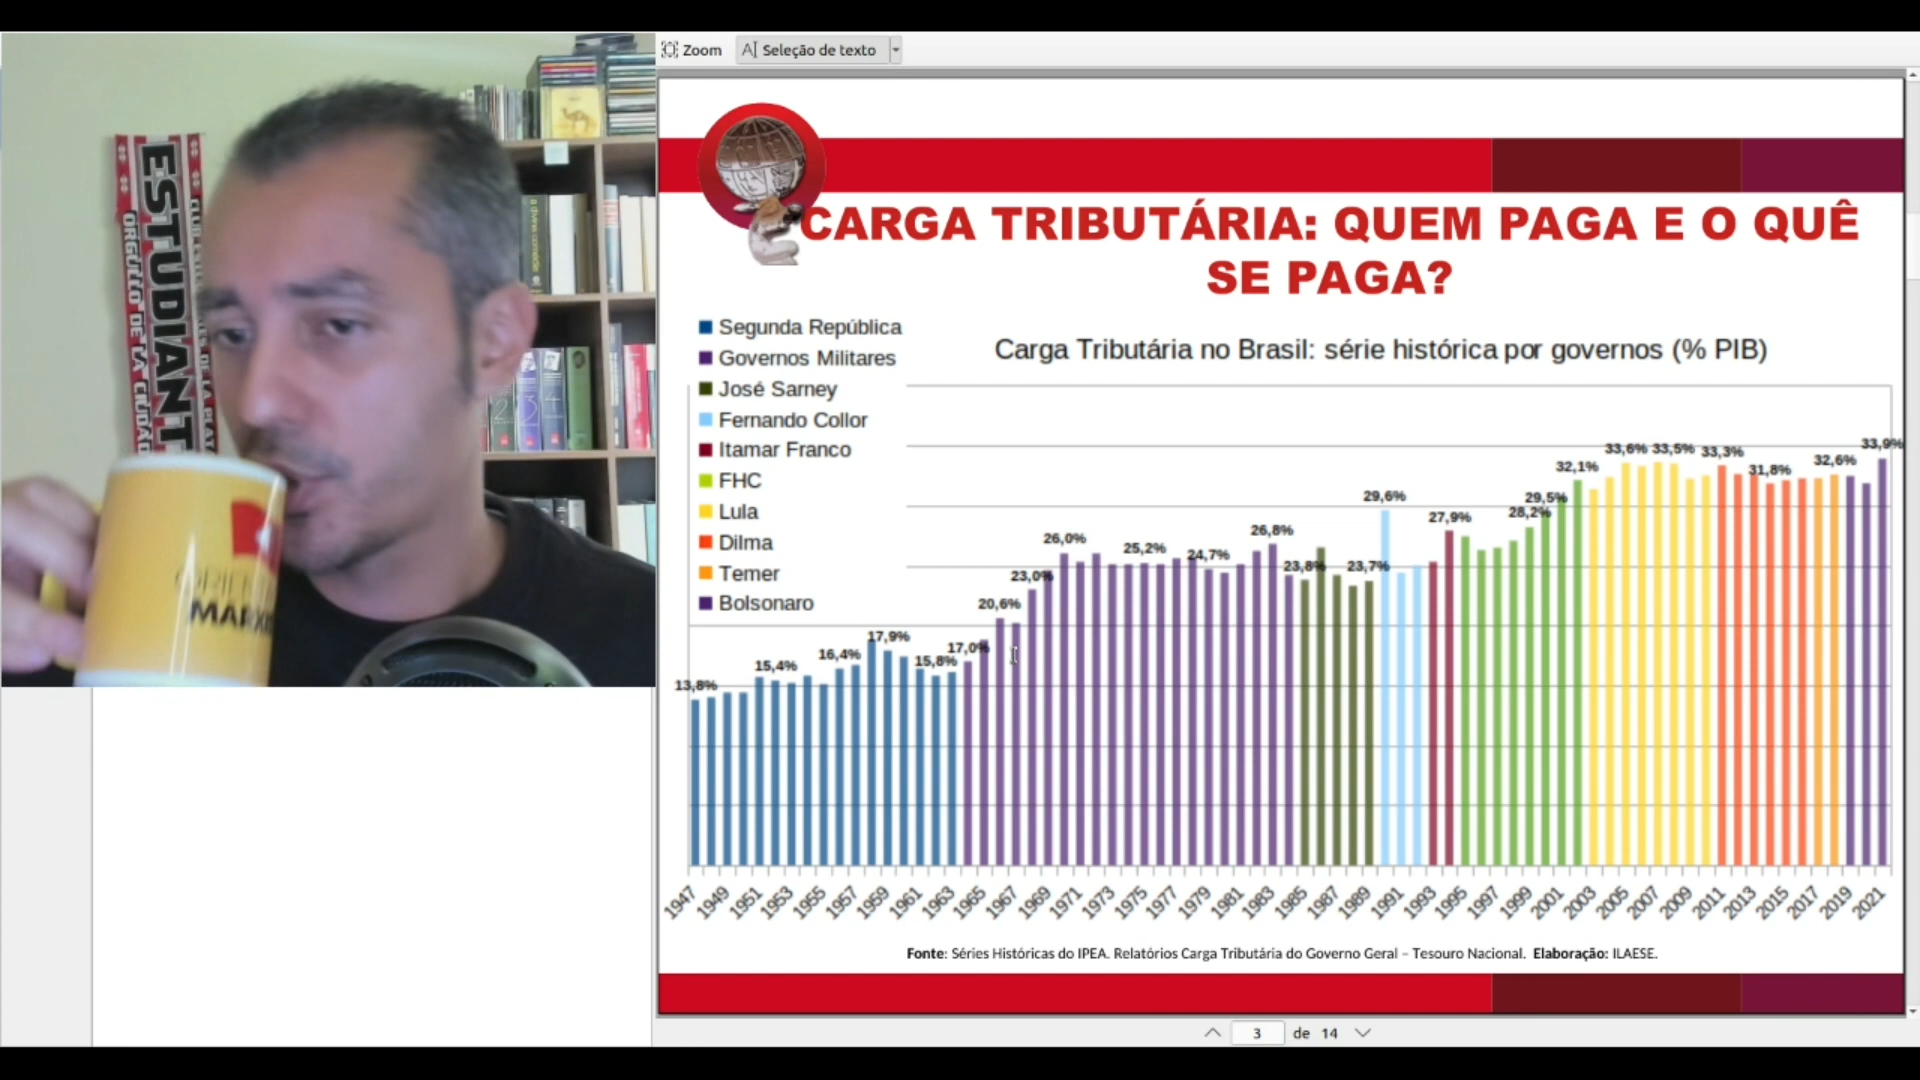 Zoom
Seleção de texto
ESTUDIANT
ORGULLO DE LA CIUDAD
MARX
CARGA TRIBUTÁRIA: QUEM PAGA E O QUÊ
SE PAGA?
Segunda República
Governos Militares
José Sarney
Fernando Collor
Itamar Franco
FHC
Lula
Dilma
Temer
Bolsonaro
Carga Tributária no Brasil: série histórica por governos (% PIB)
13,8%
15,4%
16,4%
17,9%
15,8%
17,0%
20,6%
23,0%
26,0%
25,2%
24,7%
26,8%
23,8%
23,7%
29,6%
27,9%
28,2%
29,5%
32,1%
33,6%
33,5%
33,3%
31,8%
32,6%
33,9%
1947 1949 1951 1953 1955 1957 1959 1961 1963 1965 1967 1969 1971 1973 1975 1977 1979 1981 1983 1985 1987 1989 1991 1993 1995 1997 1999 2001 2003 2005 2007 2009 2011 2013 2015 2017 2019 2021
Fonte: Séries Históricas do IPEA. Relatórios Carga Tributária do Governo Geral – Tesouro Nacional. Elaboração: ILAESE.
3 de 14